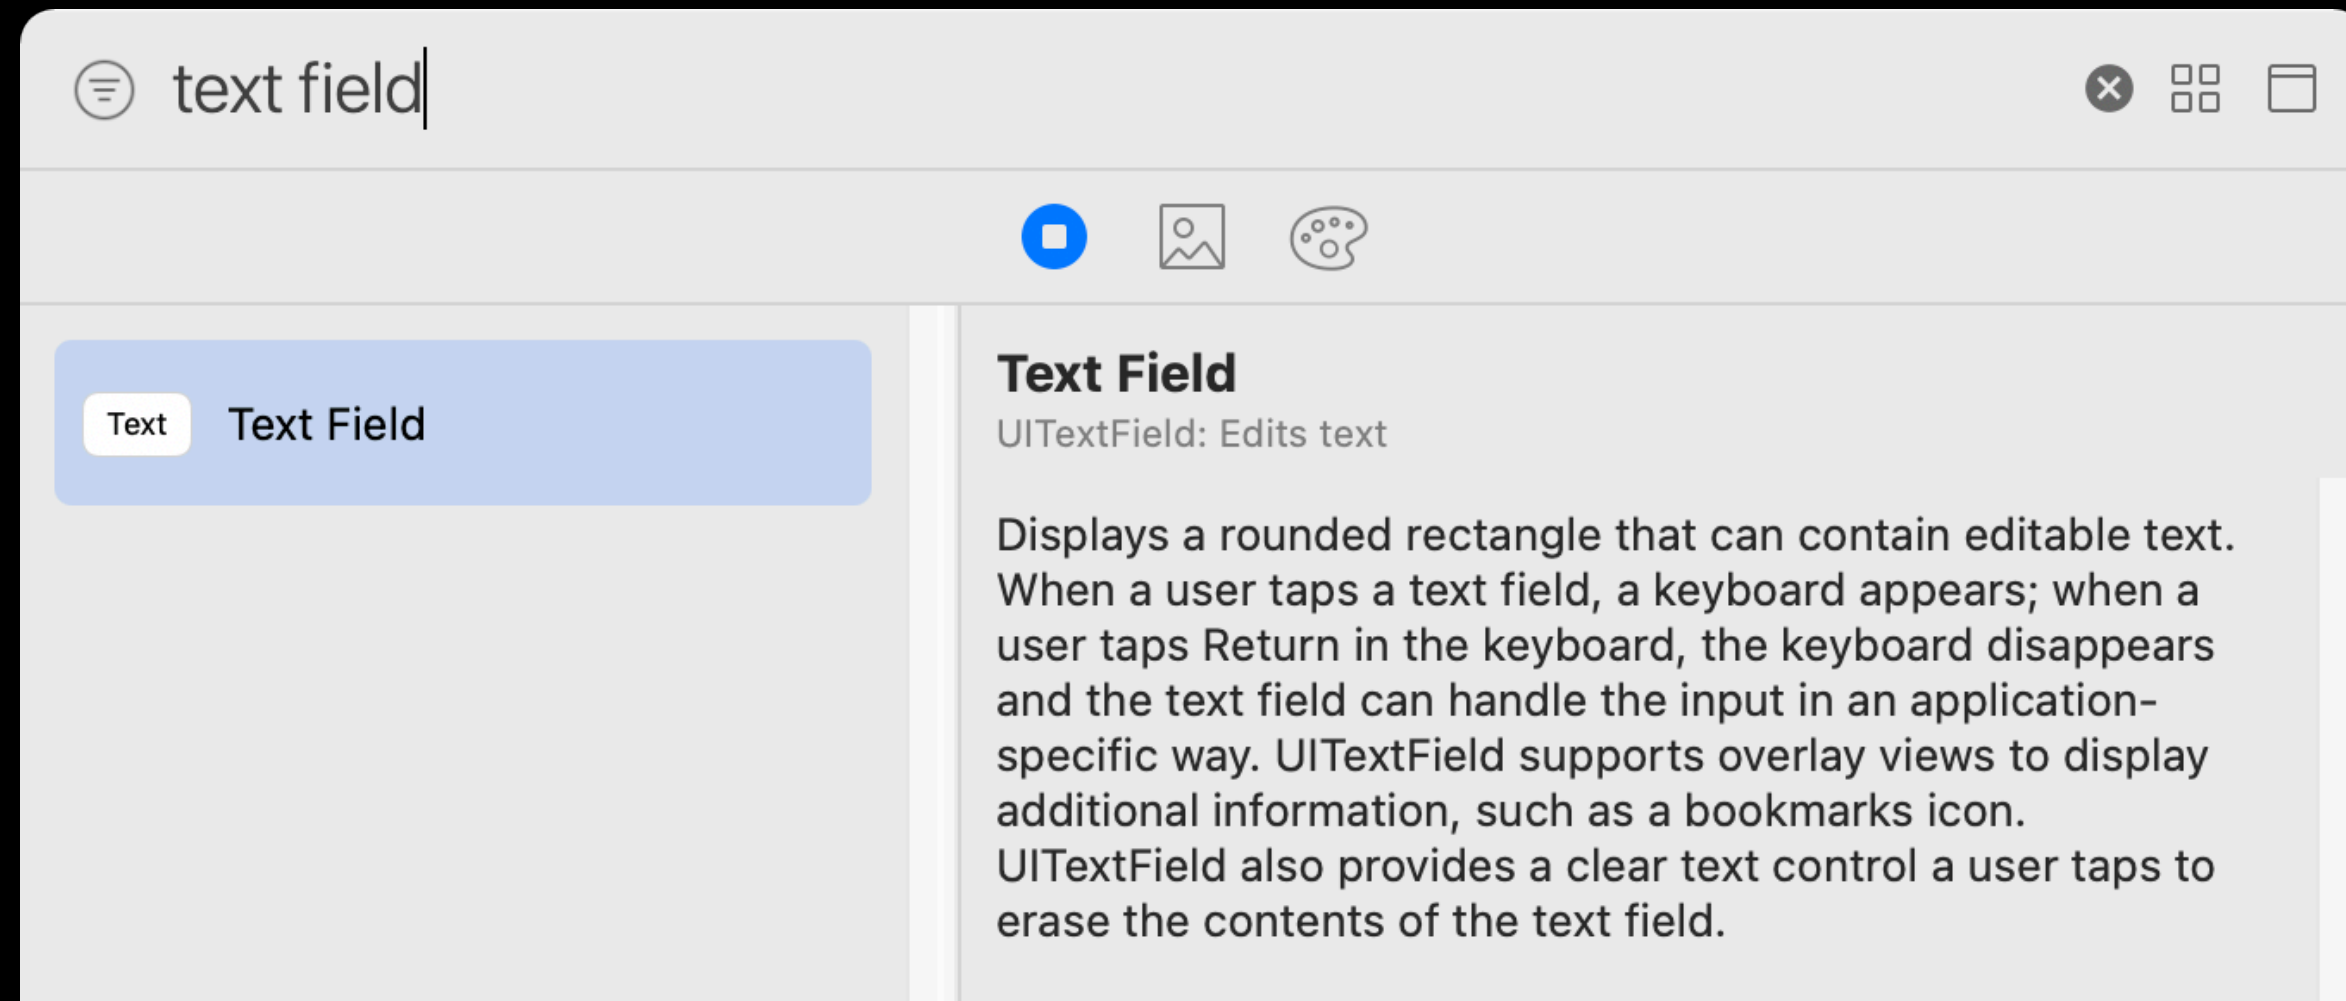 text field
Text
Text Field
Text Field
UITextField: Edits text
Displays a rounded rectangle that can contain editable text.
When a user taps a text field, a keyboard appears; when a
user taps Return in the keyboard, the keyboard disappears
and the text field can handle the input in an application-
specific way. UITextField supports overlay views to display
additional information, such as a bookmarks icon.
UITextField also provides a clear text control a user taps to
erase the contents of the text field.